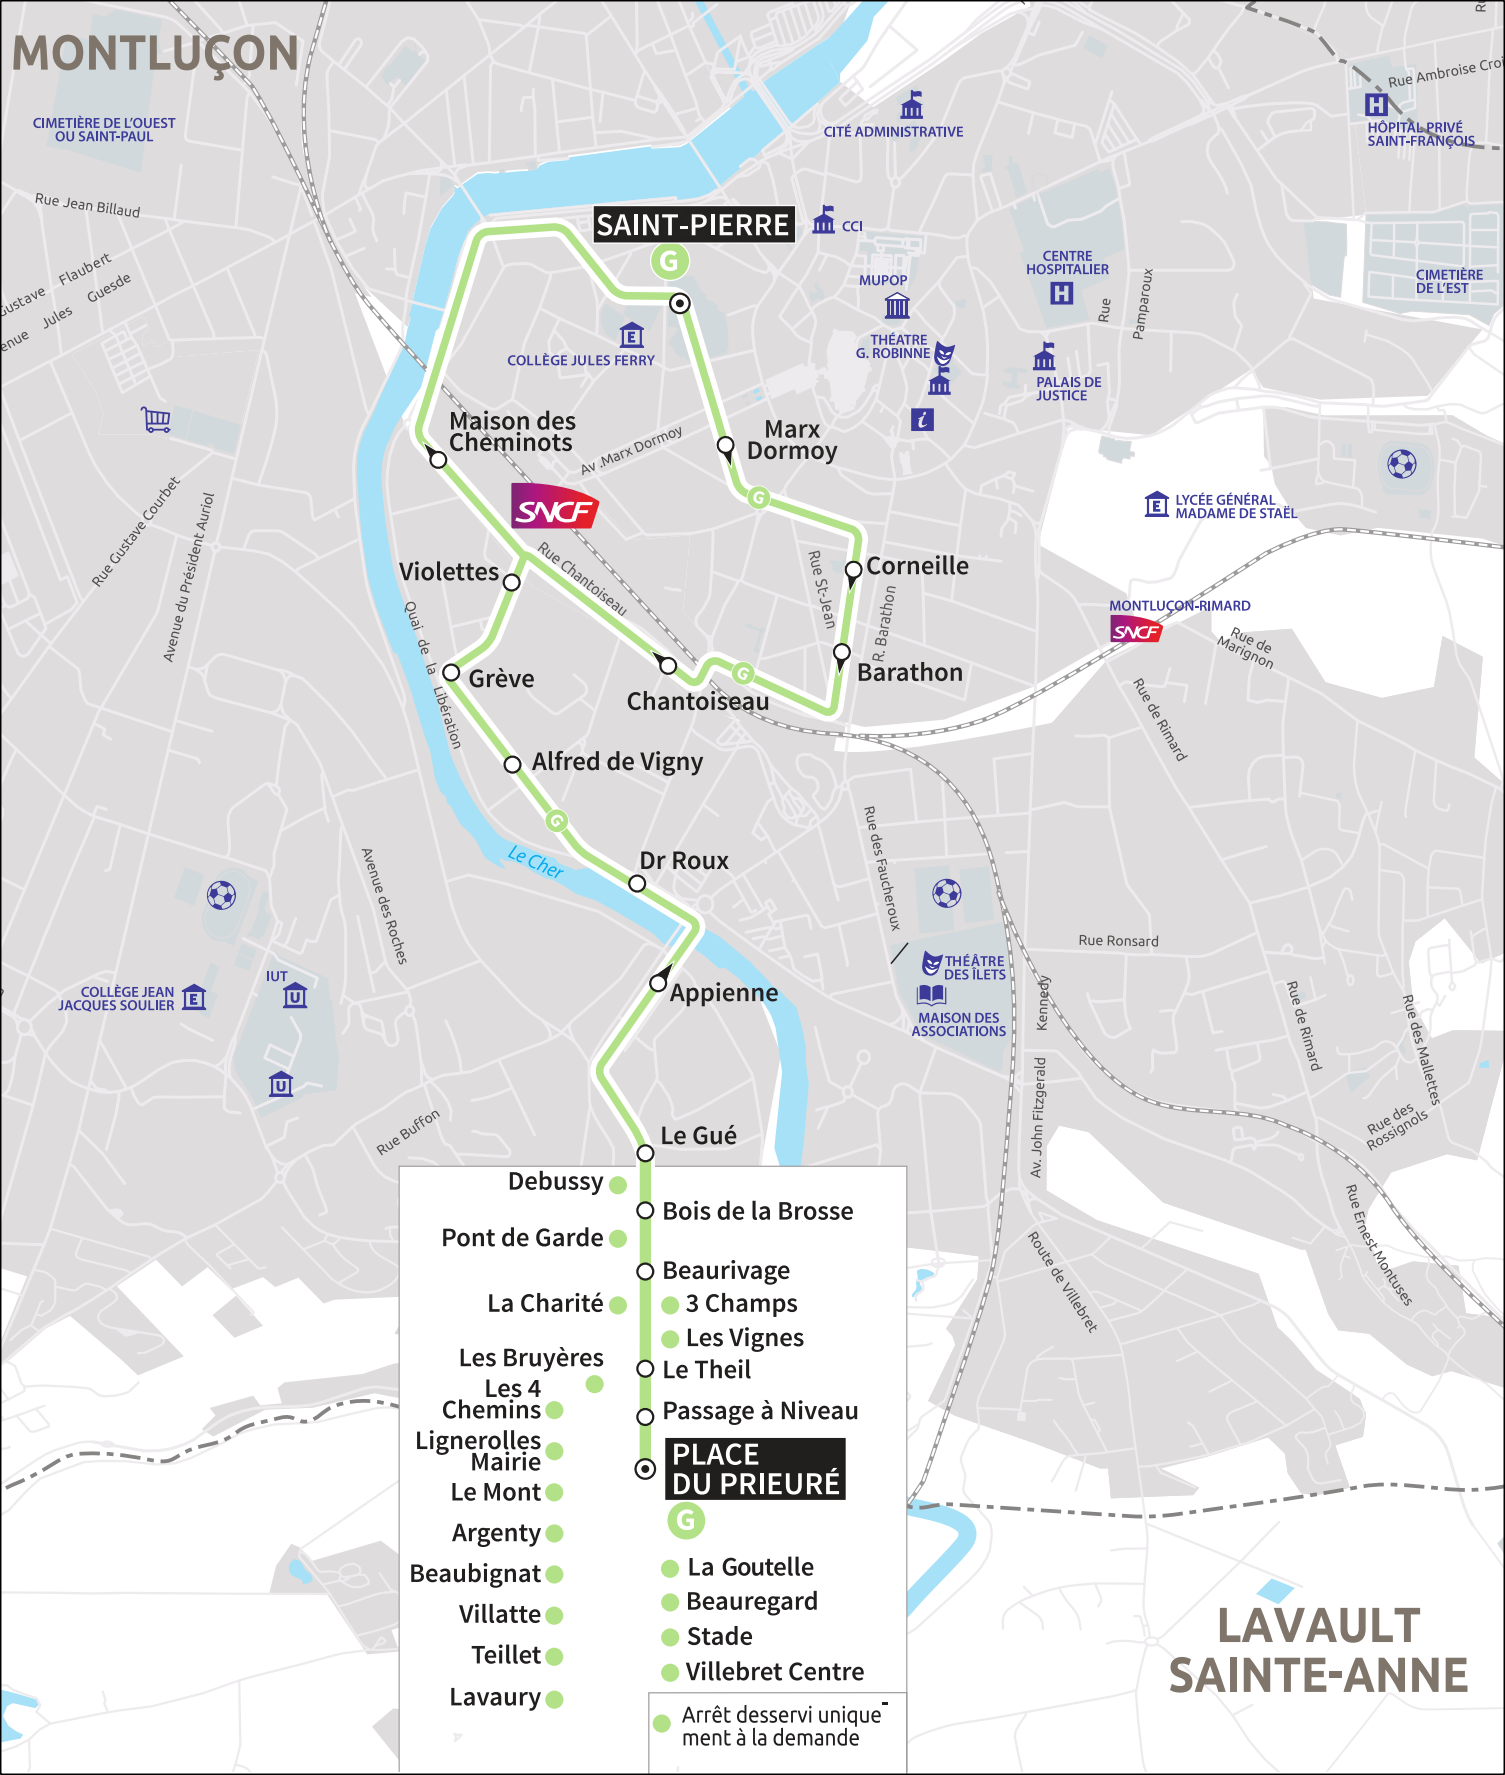 MONTLUÇON
CIMETIÈRE DE L'OUEST
OU SAINT-PAUL
Rue Jean Billaud
Gustave Flaubert
enue Jules Guesde
CITÉ ADMINISTRATIVE
Rue Ambroise Croi
H
HÔPITAL PRIVÉ
SAINT-FRANÇOIS
SAINT-PIERRE
G
CCI
MUPOP
CENTRE
HOSPITALIER
H
Rue Pamparoux
CIMETIÈRE
DE L'EST
E
COLLÈGE JULES FERRY
THÉATRE
G. ROBINNE
PALAIS DE
JUSTICE
i
Maison des
Cheminots
Av .Marx Dormoy
Marx
Dormoy
G
SNCF
E
LYCÉE GÉNÉRAL
MADAME DE STAËL
Rue Gustave Courbet
Avenue du Président Auriol
Violettes
Rue Chantoiseau
Rue St-Jean
Corneille
R. Barathon
MONTLUÇON-RIMARD
SNCF
Rue de
Marignon
Quai de la Libération
Grève
Chantoiseau
G
Barathon
Rue de Rimard
Alfred de Vigny
G
Le Cher
Dr Roux
Rue des Faucheroux
Avenue des Roches
Rue Ronsard
THÉÂTRE
DES ÎLETS
MAISON DES
ASSOCIATIONS
COLLÈGE JEAN
JACQUES SOULIER
E
IUT
U
U
Appienne
Av. John Fitzgerald Kennedy
Rue de Rimard
Rue des Mallettes
Rue des
Rossignols
Rue Buffon
Le Gué
Debussy
Bois de la Brosse
Pont de Garde
Beaurivage
La Charité
3 Champs
Les Vignes
Les Bruyères
Le Theil
Les 4
Chemins
Passage à Niveau
Lignerolles
Mairie
PLACE
DU PRIEURÉ
G
Le Mont
Argenty
La Goutelle
Beaubignat
Beauregard
Villatte
Stade
Teillet
Villebret Centre
Lavaury
Arrêt desservi unique-
ment à la demande
Route de Villebret
Rue Ernest Montuses
LAVAULT
SAINTE-ANNE